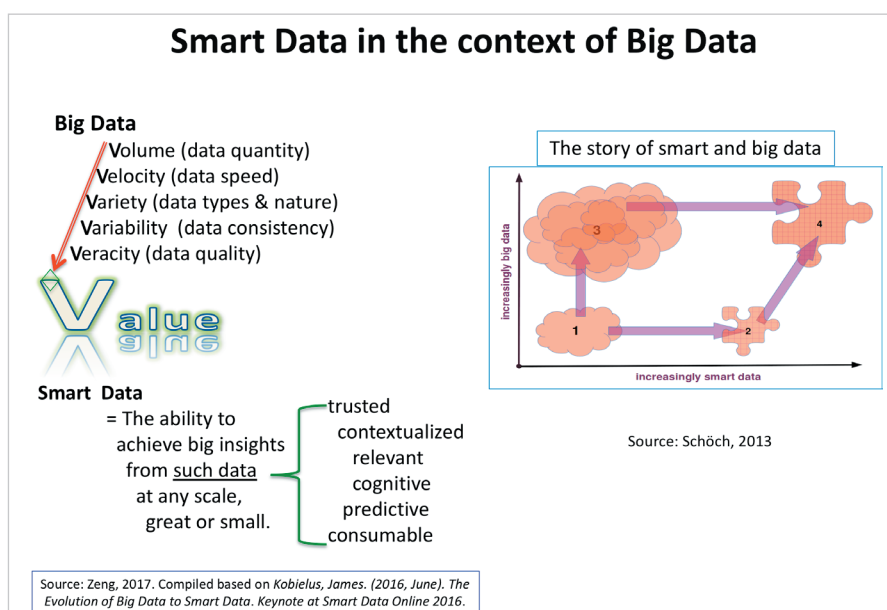 Smart Data in the context of Big Data
Big Data
Volume (data quantity)
Velocity (data speed)
Variety (data types & nature)
Variability (data consistency)
Veracity (data quality)
Value
Smart Data
= The ability to
achieve big insights
from such data
at any scale,
great or small.
trusted
contextualized
relevant
cognitive
predictive
consumable
Source: Zeng, 2017. Compiled based on Kobielus, James. (2016, June). The
Evolution of Big Data to Smart Data. Keynote at Smart Data Online 2016.
The story of smart and big data
increasingly big data
3
4
1
2
increasingly smart data
Source: Schöch, 2013